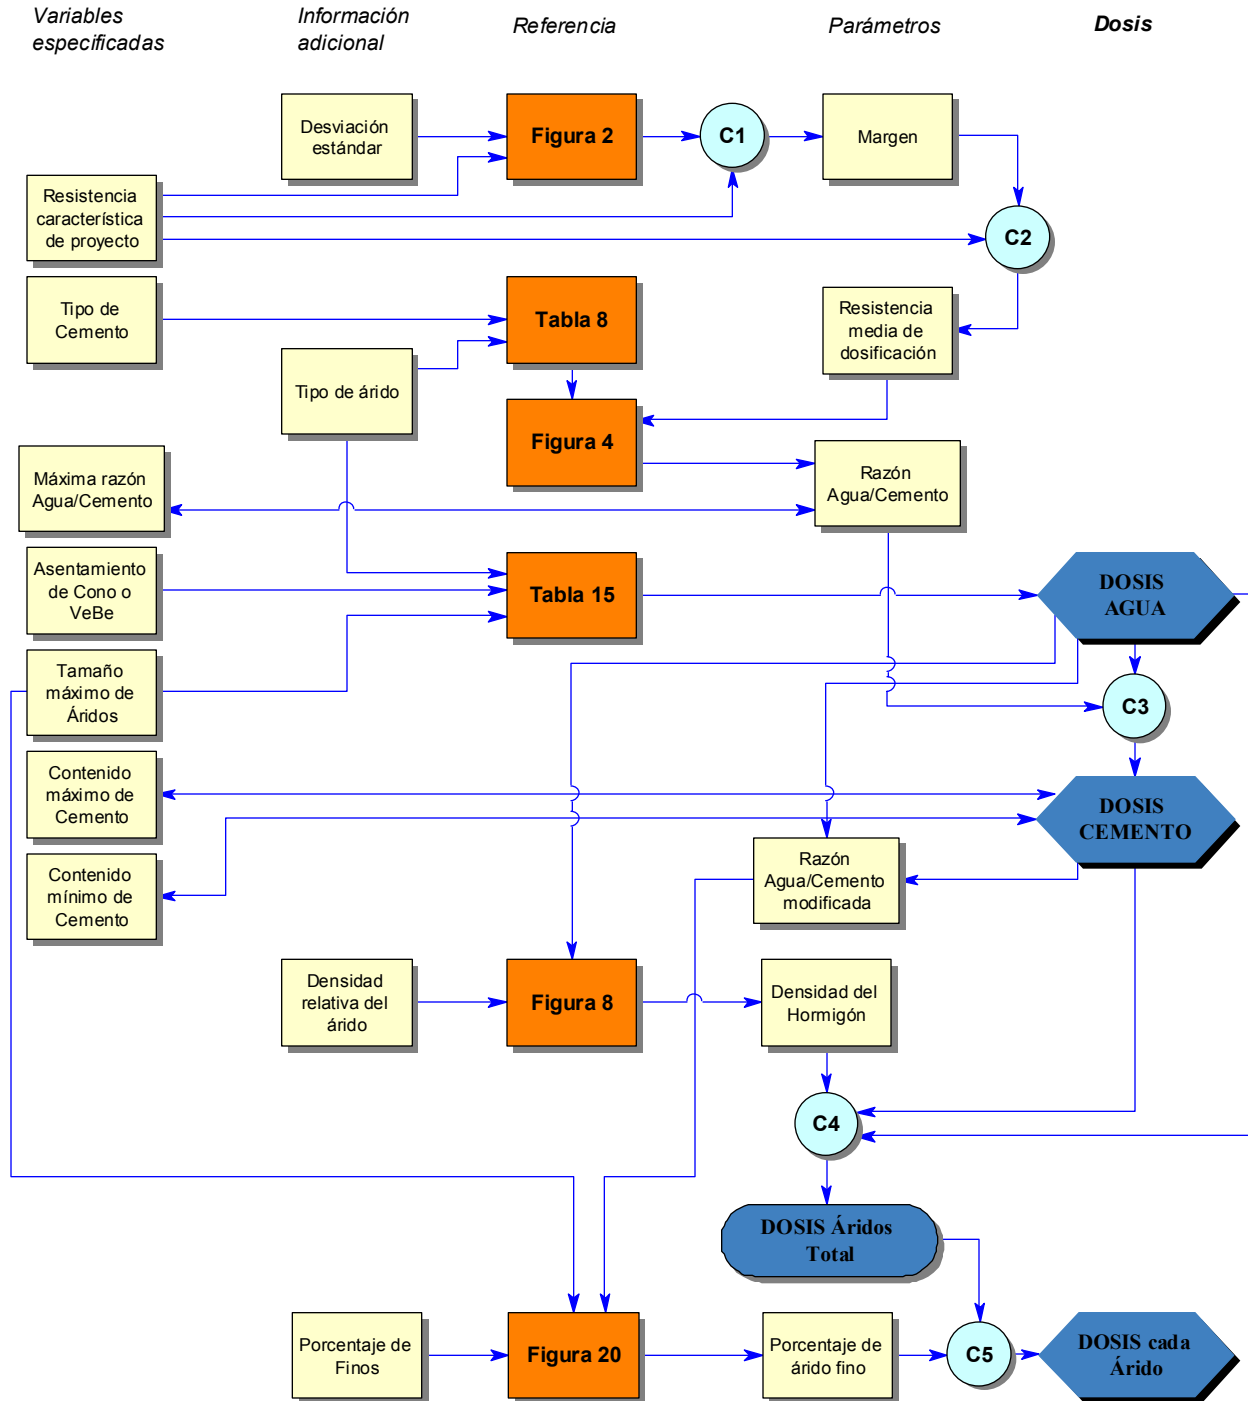 Variables
especificadas
Información
adicional
Referencia
Parámetros
Dosis
Desviación
estándar
Figura 2
C1
Margen
Resistencia
característica
de proyecto
C2
Tipo de
Cemento
Tabla 8
Resistencia
media de
dosificación
Tipo de árido
Figura 4
Máxima razón
Agua/Cemento
Razón
Agua/Cemento
Asentamiento
de Cono o
VeBe
Tabla 15
DOSIS
AGUA
Tamaño
máximo de
Áridos
C3
Contenido
máximo de
Cemento
DOSIS
CEMENTO
Contenido
mínimo de
Cemento
Razón
Agua/Cemento
modificada
Densidad
relativa del
árido
Figura 8
Densidad del
Hormigón
C4
DOSIS Áridos
Total
Porcentaje de
Finos
Figura 20
Porcentaje de
árido fino
C5
DOSIS cada
Árido